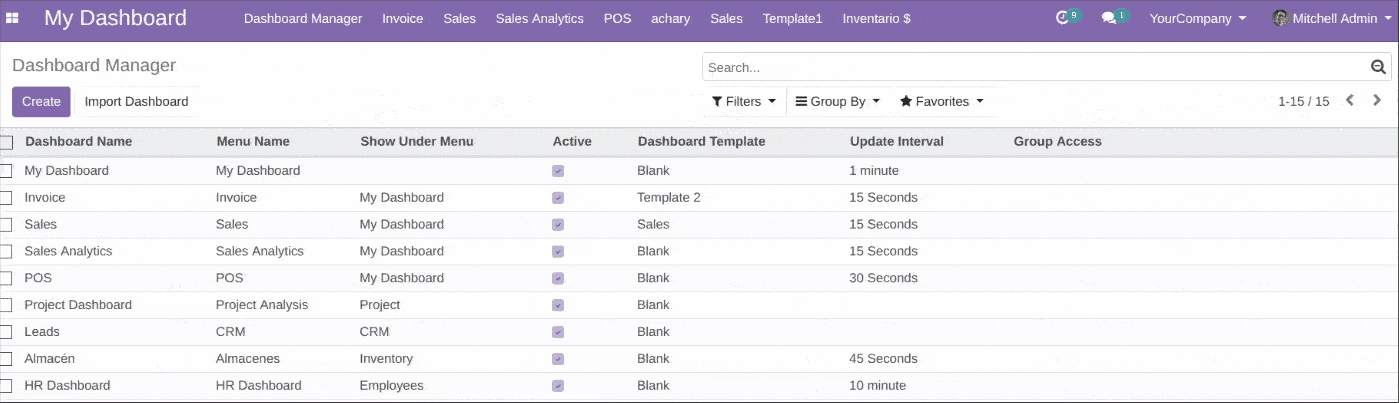 My Dashboard Dashboard Manager Invoice Sales Sales Analytics POS achary Sales Template1 Inventario $ 9 1 YourCompany Mitchell Admin
Dashboard Manager Search...
Create Import Dashboard Filters Group By Favorites 1-15 / 15
Dashboard Name Menu Name Show Under Menu Active Dashboard Template Update Interval Group Access
My Dashboard My Dashboard Blank 1 minute
Invoice Invoice My Dashboard Template 2 15 Seconds
Sales Sales My Dashboard Sales 15 Seconds
Sales Analytics Sales Analytics My Dashboard Blank 15 Seconds
POS POS My Dashboard Blank 30 Seconds
Project Dashboard Project Analysis Project Blank
Leads CRM CRM Blank
Almacén Almacenes Inventory Blank 45 Seconds
HR Dashboard HR Dashboard Employees Blank 10 minute